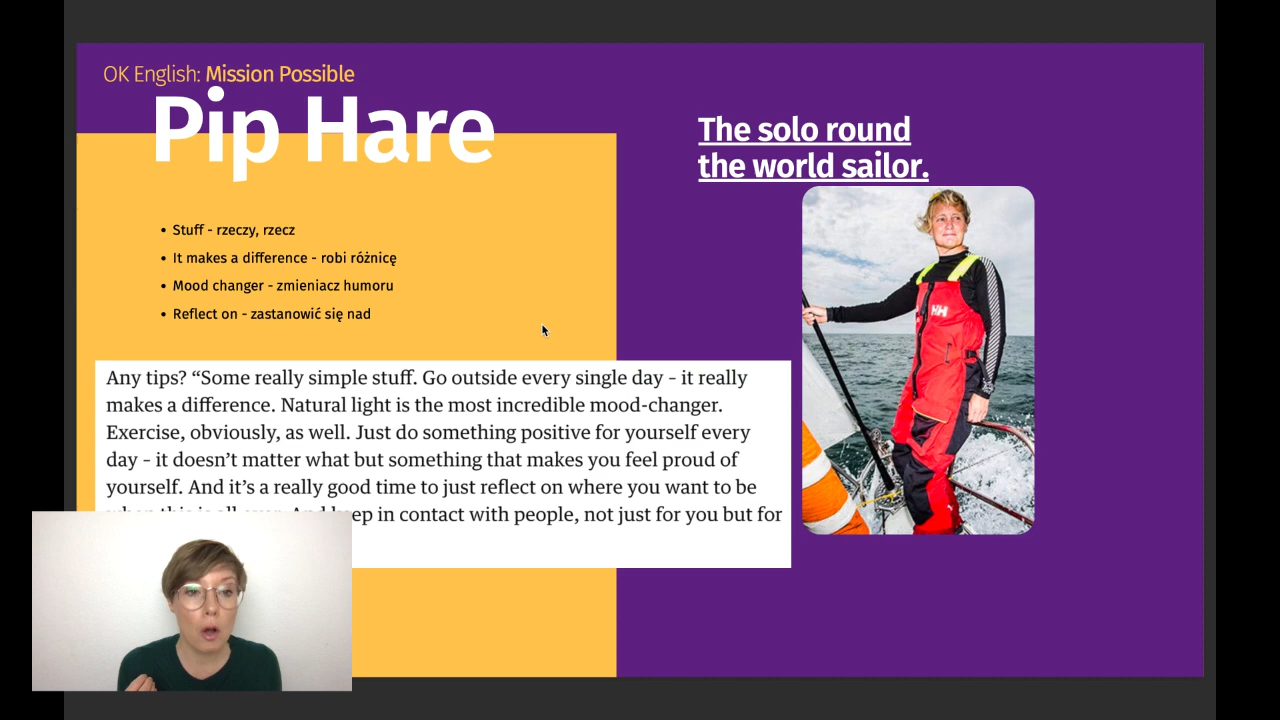 OK English: Mission Possible
Pip Hare
The solo round
the world sailor.
• Stuff - rzeczy, rzecz
• It makes a difference - robi różnicę
• Mood changer - zmieniacz humoru
• Reflect on - zastanowić się nad
HH
Any tips? “Some really simple stuff. Go outside every single day – it really
makes a difference. Natural light is the most incredible mood-changer.
Exercise, obviously, as well. Just do something positive for yourself every
day – it doesn’t matter what but something that makes you feel proud of
yourself. And it’s a really good time to just reflect on where you want to be
when this is all over. And keep in contact with people, not just for you but for